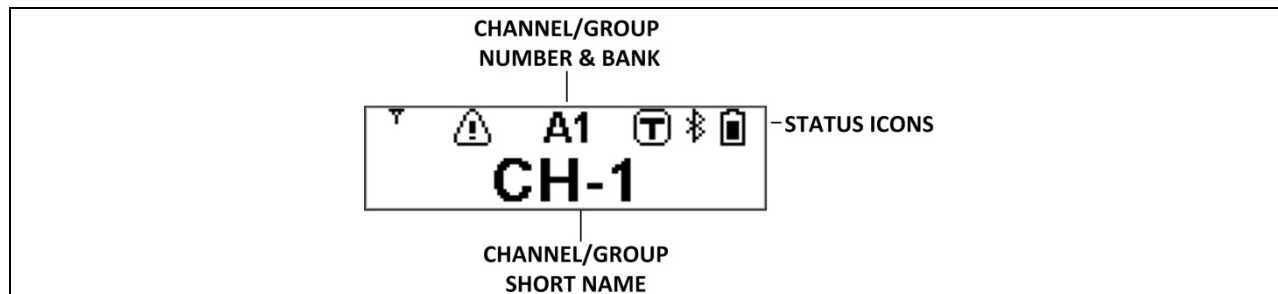 CHANNEL/GROUP
NUMBER & BANK
A1 T
STATUS ICONS
CH-1
CHANNEL/GROUP
SHORT NAME